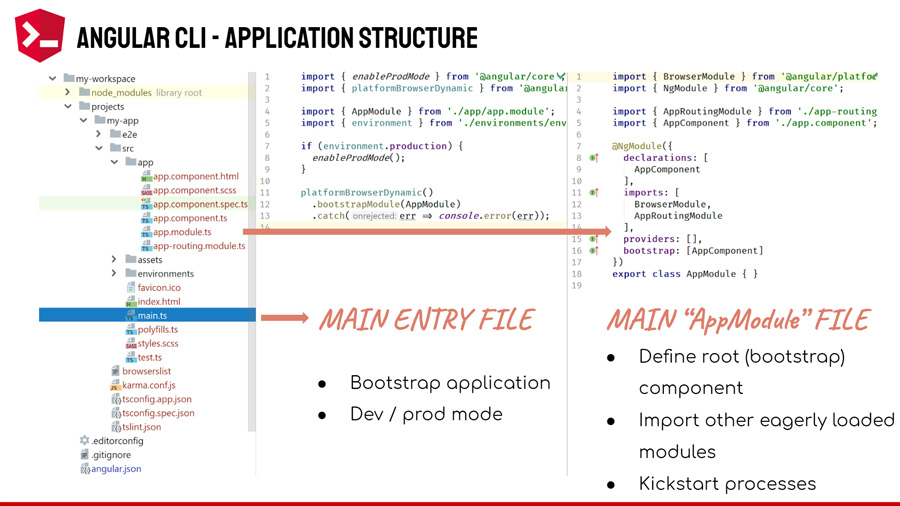 ANGULAR CLI - APPLICATION STRUCTURE
my-workspace
node_modules library root
projects
my-app
e2e
src
app
app.component.html
app.component.scss
app.component.spec.ts
app.component.ts
app.module.ts
app-routing.module.ts
assets
environments
favicon.ico
index.html
main.ts
polyfills.ts
styles.scss
test.ts
browserslist
karma.conf.js
tsconfig.app.json
tsconfig.spec.json
tslint.json
.editorconfig
.gitignore
angular.json
1 import { enableProdMode } from '@angular/core
2 import { platformBrowserDynamic } from '@angular
3
4 import { AppModule } from './app/app.module';
5 import { environment } from './environments/env
6
7 if (environment.production) {
8 enableProdMode();
9 }
10
11 platformBrowserDynamic()
12 .bootstrapModule(AppModule)
13 .catch( onrejected: err => console.error(err));
14
MAIN ENTRY FILE
● Bootstrap application
● Dev / prod mode
1 import { BrowserModule } from '@angular/platfo
2 import { NgModule } from '@angular/core';
3
4 import { AppRoutingModule } from './app-routing
5 import { AppComponent } from './app.component';
6
7 @NgModule({
8 declarations: [
9 AppComponent
10 ],
11 imports: [
12 BrowserModule,
13 AppRoutingModule
14 ],
15 providers: [],
16 bootstrap: [AppComponent]
17 })
18 export class AppModule { }
19
MAIN “AppModule” FILE
● Define root (bootstrap)
component
● Import other eagerly loaded
modules
● Kickstart processes